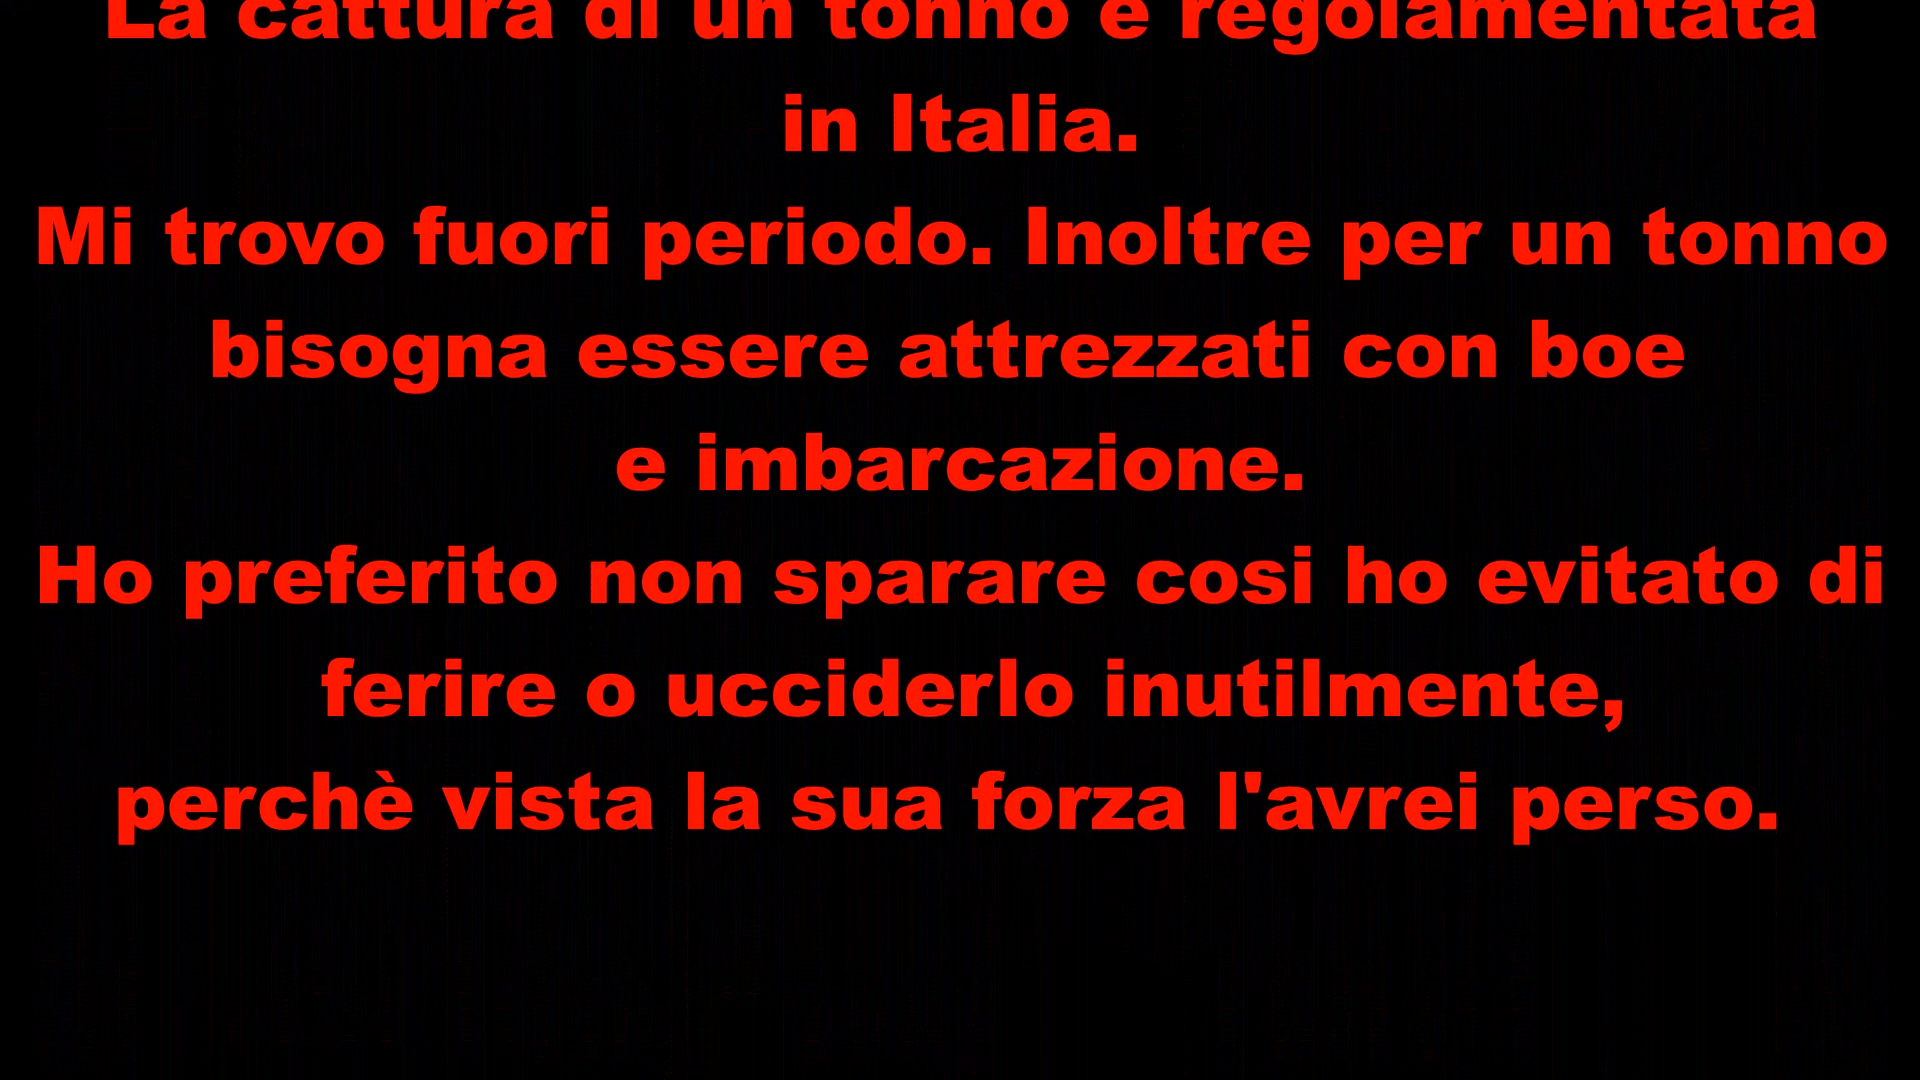 La cattura di un tonno è regolamentata
in Italia.
Mi trovo fuori periodo. Inoltre per un tonno
bisogna essere attrezzati con boe
e imbarcazione.
Ho preferito non sparare cosi ho evitato di
ferire o ucciderlo inutilmente,
perchè vista la sua forza l'avrei perso.